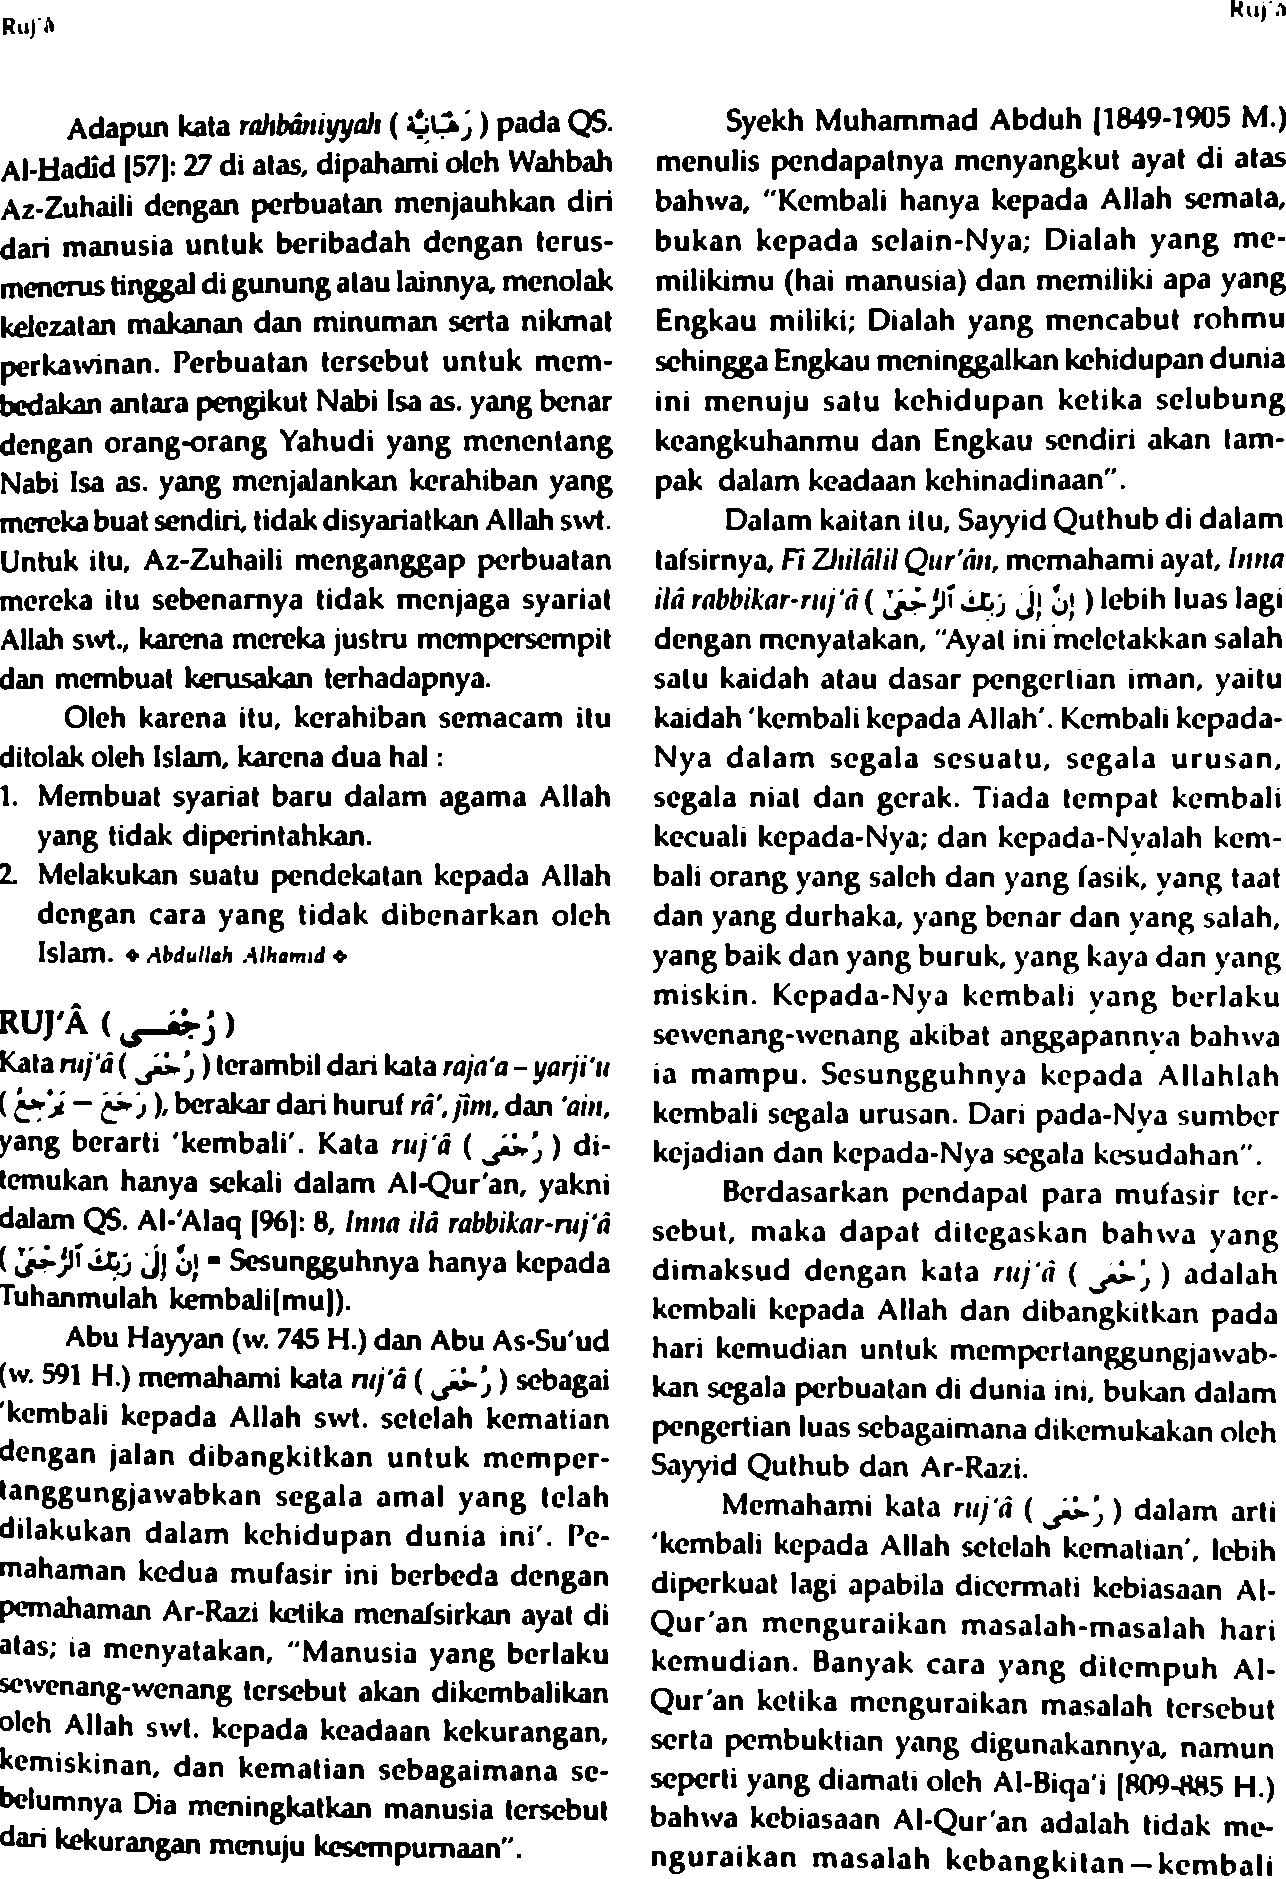 Ruj'â
Ruj'â
Adapun kata rahbâniyyah ( رَهْبَانِيَّة ) pada QS.
Al-Hadîd [57]: 27 di atas, dipahami oleh Wahbah
Az-Zuhaili dengan perbuatan menjauhkan diri
dari manusia untuk beribadah dengan terus-
menerus tinggal di gunung atau lainnya, menolak
kelezatan makanan dan minuman serta nikmat
perkawinan. Perbuatan tersebut untuk mem-
bedakan antara pengikut Nabi Isa as. yang benar
dengan orang-orang Yahudi yang menentang
Nabi Isa as. yang menjalankan kerahiban yang
mereka buat sendiri, tidak disyariatkan Allah swt.
Untuk itu, Az-Zuhaili menganggap perbuatan
mereka itu sebenarnya tidak menjaga syariat
Allah swt., karena mereka justru mempersempit
dan membuat kerusakan terhadapnya.
Oleh karena itu, kerahiban semacam itu
ditolak oleh Islam, karena dua hal :
1. Membuat syariat baru dalam agama Allah
yang tidak diperintahkan.
2. Melakukan suatu pendekatan kepada Allah
dengan cara yang tidak dibenarkan oleh
Islam. ◆ Abdullah Alhamid ◆
RUJ'Â ( رُجْعَـــى )
Kata ruj'â ( رُجْعَى ) terambil dari kata raja'a – yarji'u
( رَجَعَ – يَرْجِعُ ), berakar dari huruf râ', jîm, dan 'ain,
yang berarti 'kembali'. Kata ruj'â ( رُجْعَى ) di-
temukan hanya sekali dalam Al-Qur'an, yakni
dalam QS. Al-'Alaq [96]: 8, Inna ilâ rabbikar-ruj'â
( إِنَّ إِلَىٰ رَبِّكَ ٱلرُّجْعَىٰٓ = Sesungguhnya hanya kepada
Tuhanmulah kembali[mu]).
Abu Hayyan (w. 745 H.) dan Abu As-Su'ud
(w. 591 H.) memahami kata ruj'â ( رُجْعَى ) sebagai
'kembali kepada Allah swt. setelah kematian
dengan jalan dibangkitkan untuk memper-
tanggungjawabkan segala amal yang telah
dilakukan dalam kehidupan dunia ini'. Pe-
mahaman kedua mufasir ini berbeda dengan
pemahaman Ar-Razi ketika menafsirkan ayat di
atas; ia menyatakan, "Manusia yang berlaku
sewenang-wenang tersebut akan dikembalikan
oleh Allah swt. kepada keadaan kekurangan,
kemiskinan, dan kematian sebagaimana se-
belumnya Dia meningkatkan manusia tersebut
dari kekurangan menuju kesempurnaan".
Syekh Muhammad Abduh [1849-1905 M.)
menulis pendapatnya menyangkut ayat di atas
bahwa, "Kembali hanya kepada Allah semata,
bukan kepada selain-Nya; Dialah yang me-
milikimu (hai manusia) dan memiliki apa yang
Engkau miliki; Dialah yang mencabut rohmu
sehingga Engkau meninggalkan kehidupan dunia
ini menuju satu kehidupan ketika selubung
keangkuhanmu dan Engkau sendiri akan tam-
pak dalam keadaan kehinadinaan".
Dalam kaitan itu, Sayyid Quthub di dalam
tafsirnya, Fî Zhilâlil Qur'ân, memahami ayat, Inna
ilâ rabbikar-ruj'â ( إِنَّ إِلَىٰ رَبِّكَ ٱلرُّجْعَىٰٓ ) lebih luas lagi
dengan menyatakan, "Ayat ini meletakkan salah
satu kaidah atau dasar pengertian iman, yaitu
kaidah 'kembali kepada Allah'. Kembali kepada-
Nya dalam segala sesuatu, segala urusan,
segala niat dan gerak. Tiada tempat kembali
kecuali kepada-Nya; dan kepada-Nyalah kem-
bali orang yang saleh dan yang fasik, yang taat
dan yang durhaka, yang benar dan yang salah,
yang baik dan yang buruk, yang kaya dan yang
miskin. Kepada-Nya kembali yang berlaku
sewenang-wenang akibat anggapannya bahwa
ia mampu. Sesungguhnya kepada Allahlah
kembali segala urusan. Dari pada-Nya sumber
kejadian dan kepada-Nya segala kesudahan".
Berdasarkan pendapat para mufasir ter-
sebut, maka dapat ditegaskan bahwa yang
dimaksud dengan kata ruj'â ( رُجْعَى ) adalah
kembali kepada Allah dan dibangkitkan pada
hari kemudian untuk mempertanggungjawab-
kan segala perbuatan di dunia ini, bukan dalam
pengertian luas sebagaimana dikemukakan oleh
Sayyid Quthub dan Ar-Razi.
Memahami kata ruj'â ( رُجْعَى ) dalam arti
'kembali kepada Allah setelah kematian', lebih
diperkuat lagi apabila dicermati kebiasaan Al-
Qur'an menguraikan masalah-masalah hari
kemudian. Banyak cara yang ditempuh Al-
Qur'an ketika menguraikan masalah tersebut
serta pembuktian yang digunakannya, namun
seperti yang diamati oleh Al-Biqa'i [809-885 H.)
bahwa kebiasaan Al-Qur'an adalah tidak me-
nguraikan masalah kebangkitan—kembali